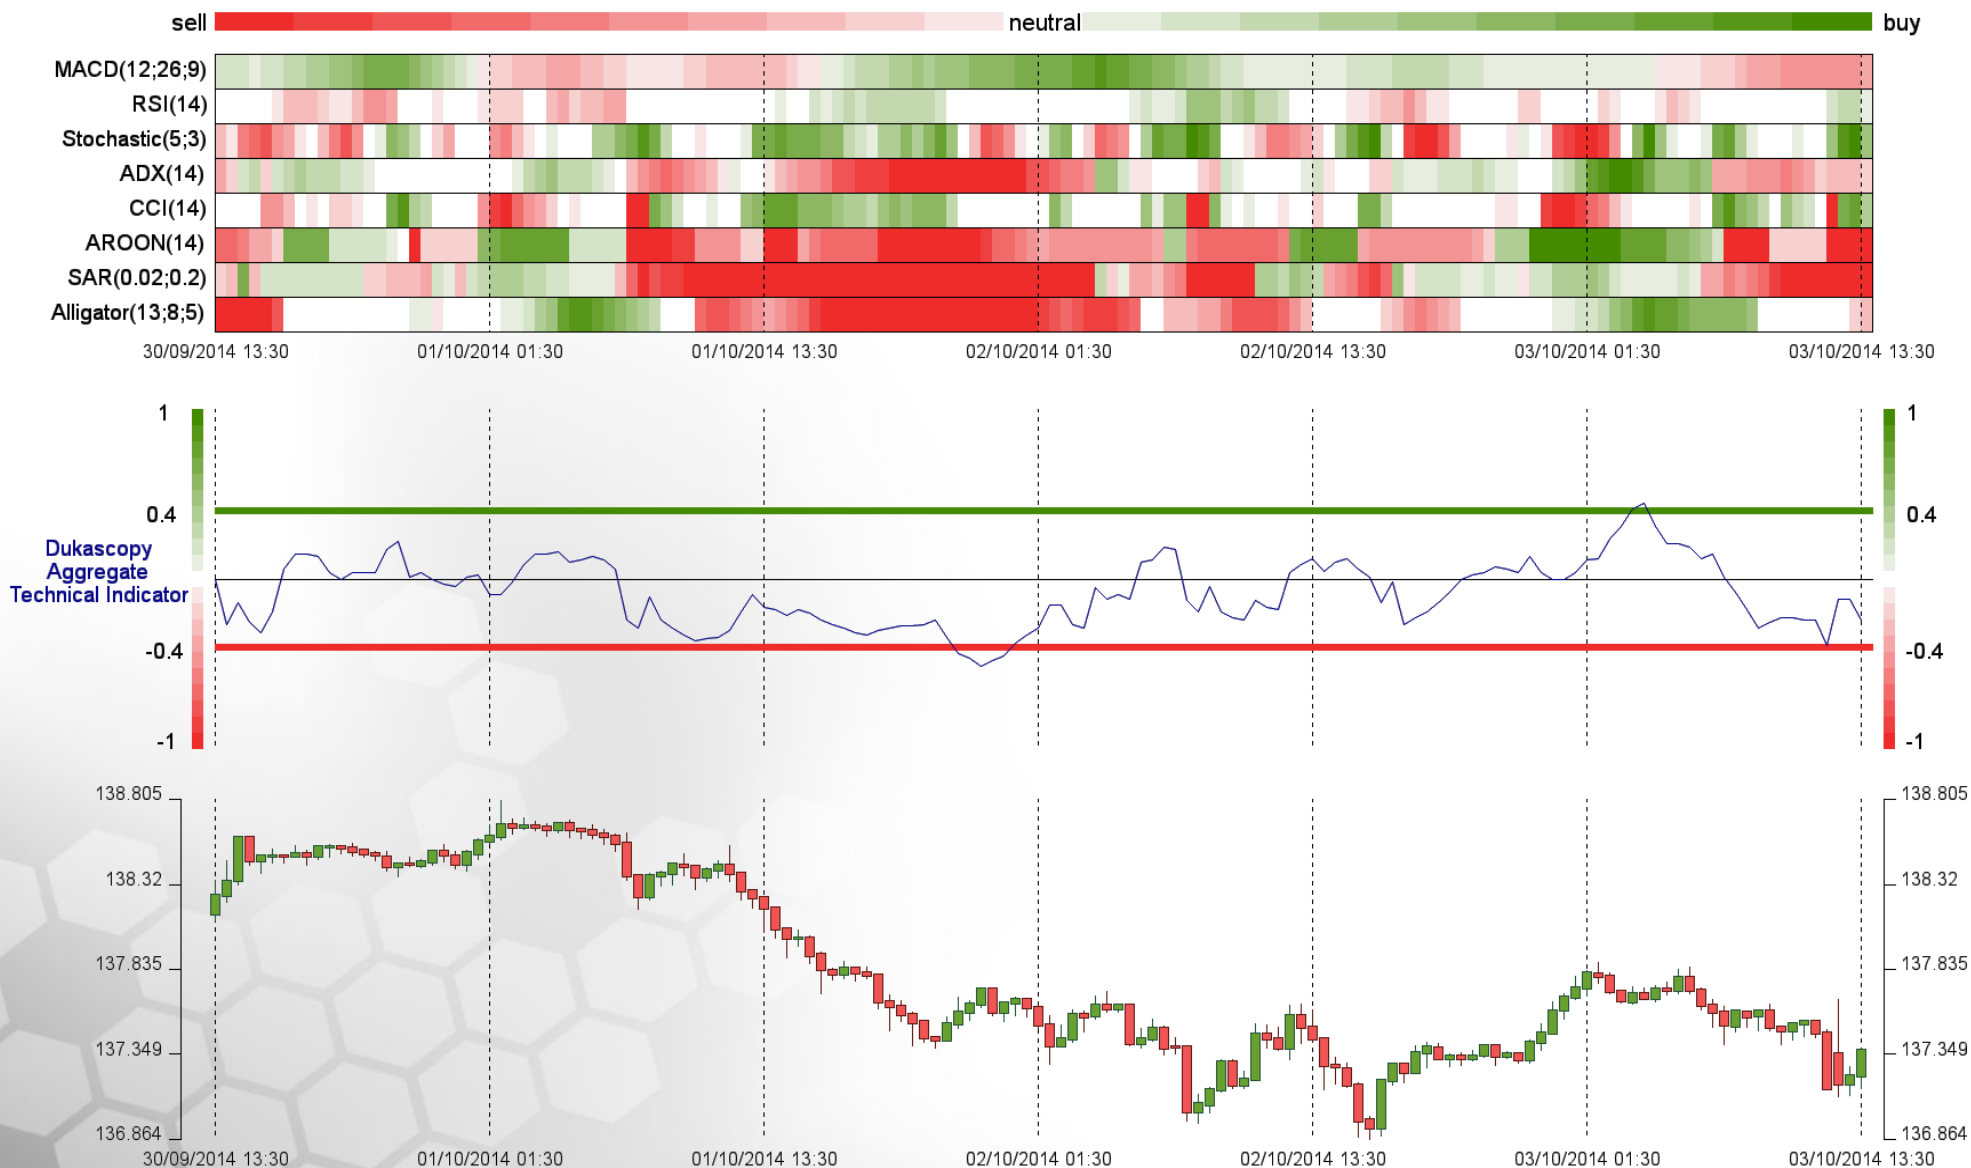 sell neutral buy
MACD(12;26;9)
RSI(14)
Stochastic(5;3)
ADX(14)
CCI(14)
AROON(14)
SAR(0.02;0.2)
Alligator(13;8;5)
30/09/2014 13:30 01/10/2014 01:30 01/10/2014 13:30 02/10/2014 01:30 02/10/2014 13:30 03/10/2014 01:30 03/10/2014 13:30
1 1
0.4 0.4
Dukascopy
Aggregate
Technical Indicator
-0.4 -0.4
-1 -1
138.805 138.805
138.32 138.32
137.835 137.835
137.349 137.349
136.864 136.864
30/09/2014 13:30 01/10/2014 01:30 01/10/2014 13:30 02/10/2014 01:30 02/10/2014 13:30 03/10/2014 01:30 03/10/2014 13:30